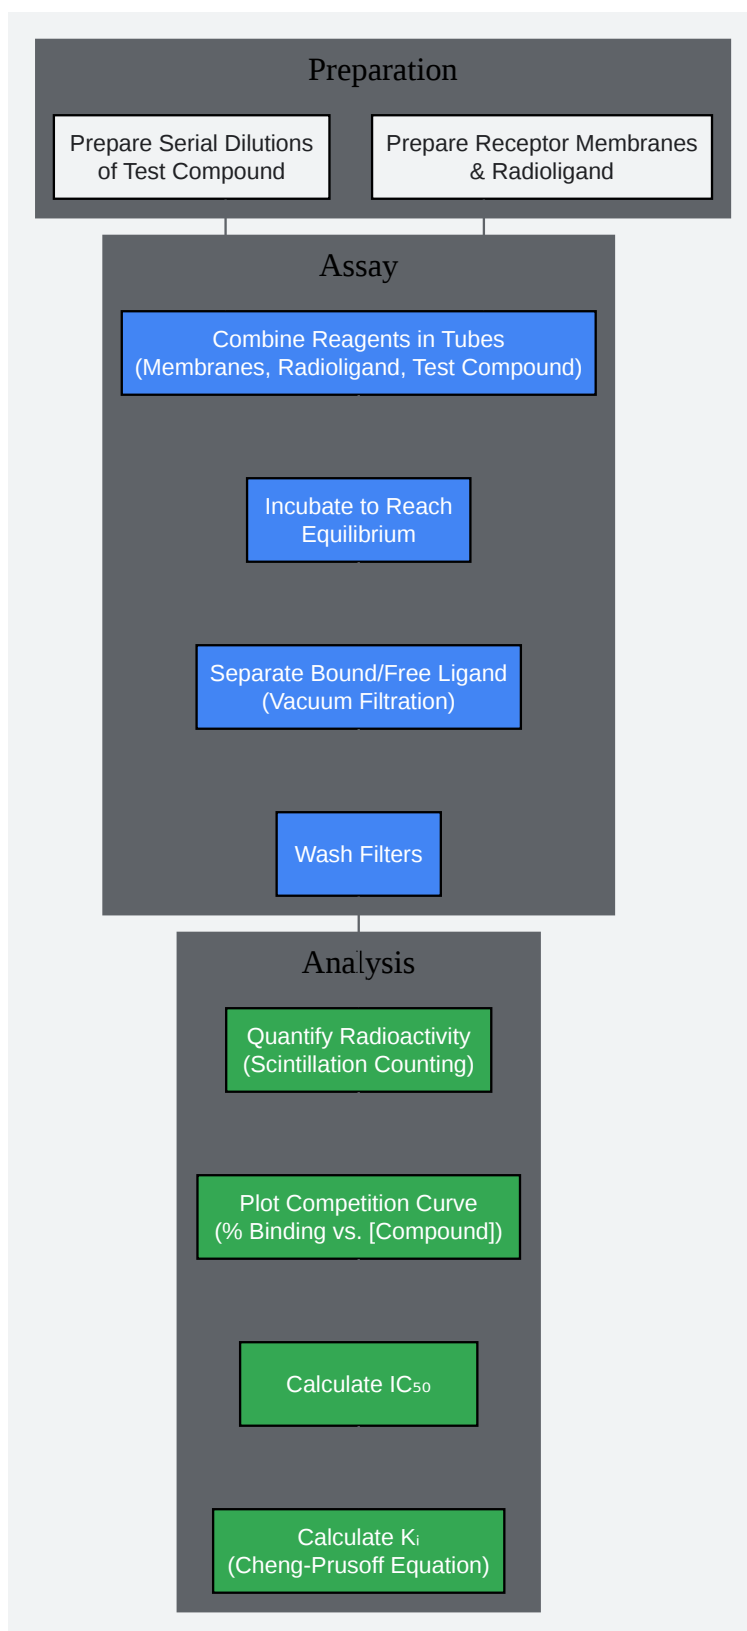 Preparation
Prepare Serial Dilutions
of Test Compound
Prepare Receptor Membranes
& Radioligand
Assay
Combine Reagents in Tubes
(Membranes, Radioligand, Test Compound)
Incubate to Reach
Equilibrium
Separate Bound/Free Ligand
(Vacuum Filtration)
Wash Filters
Analysis
Quantify Radioactivity
(Scintillation Counting)
Plot Competition Curve
(% Binding vs. [Compound])
Calculate IC₅₀
Calculate Kᵢ
(Cheng-Prusoff Equation)